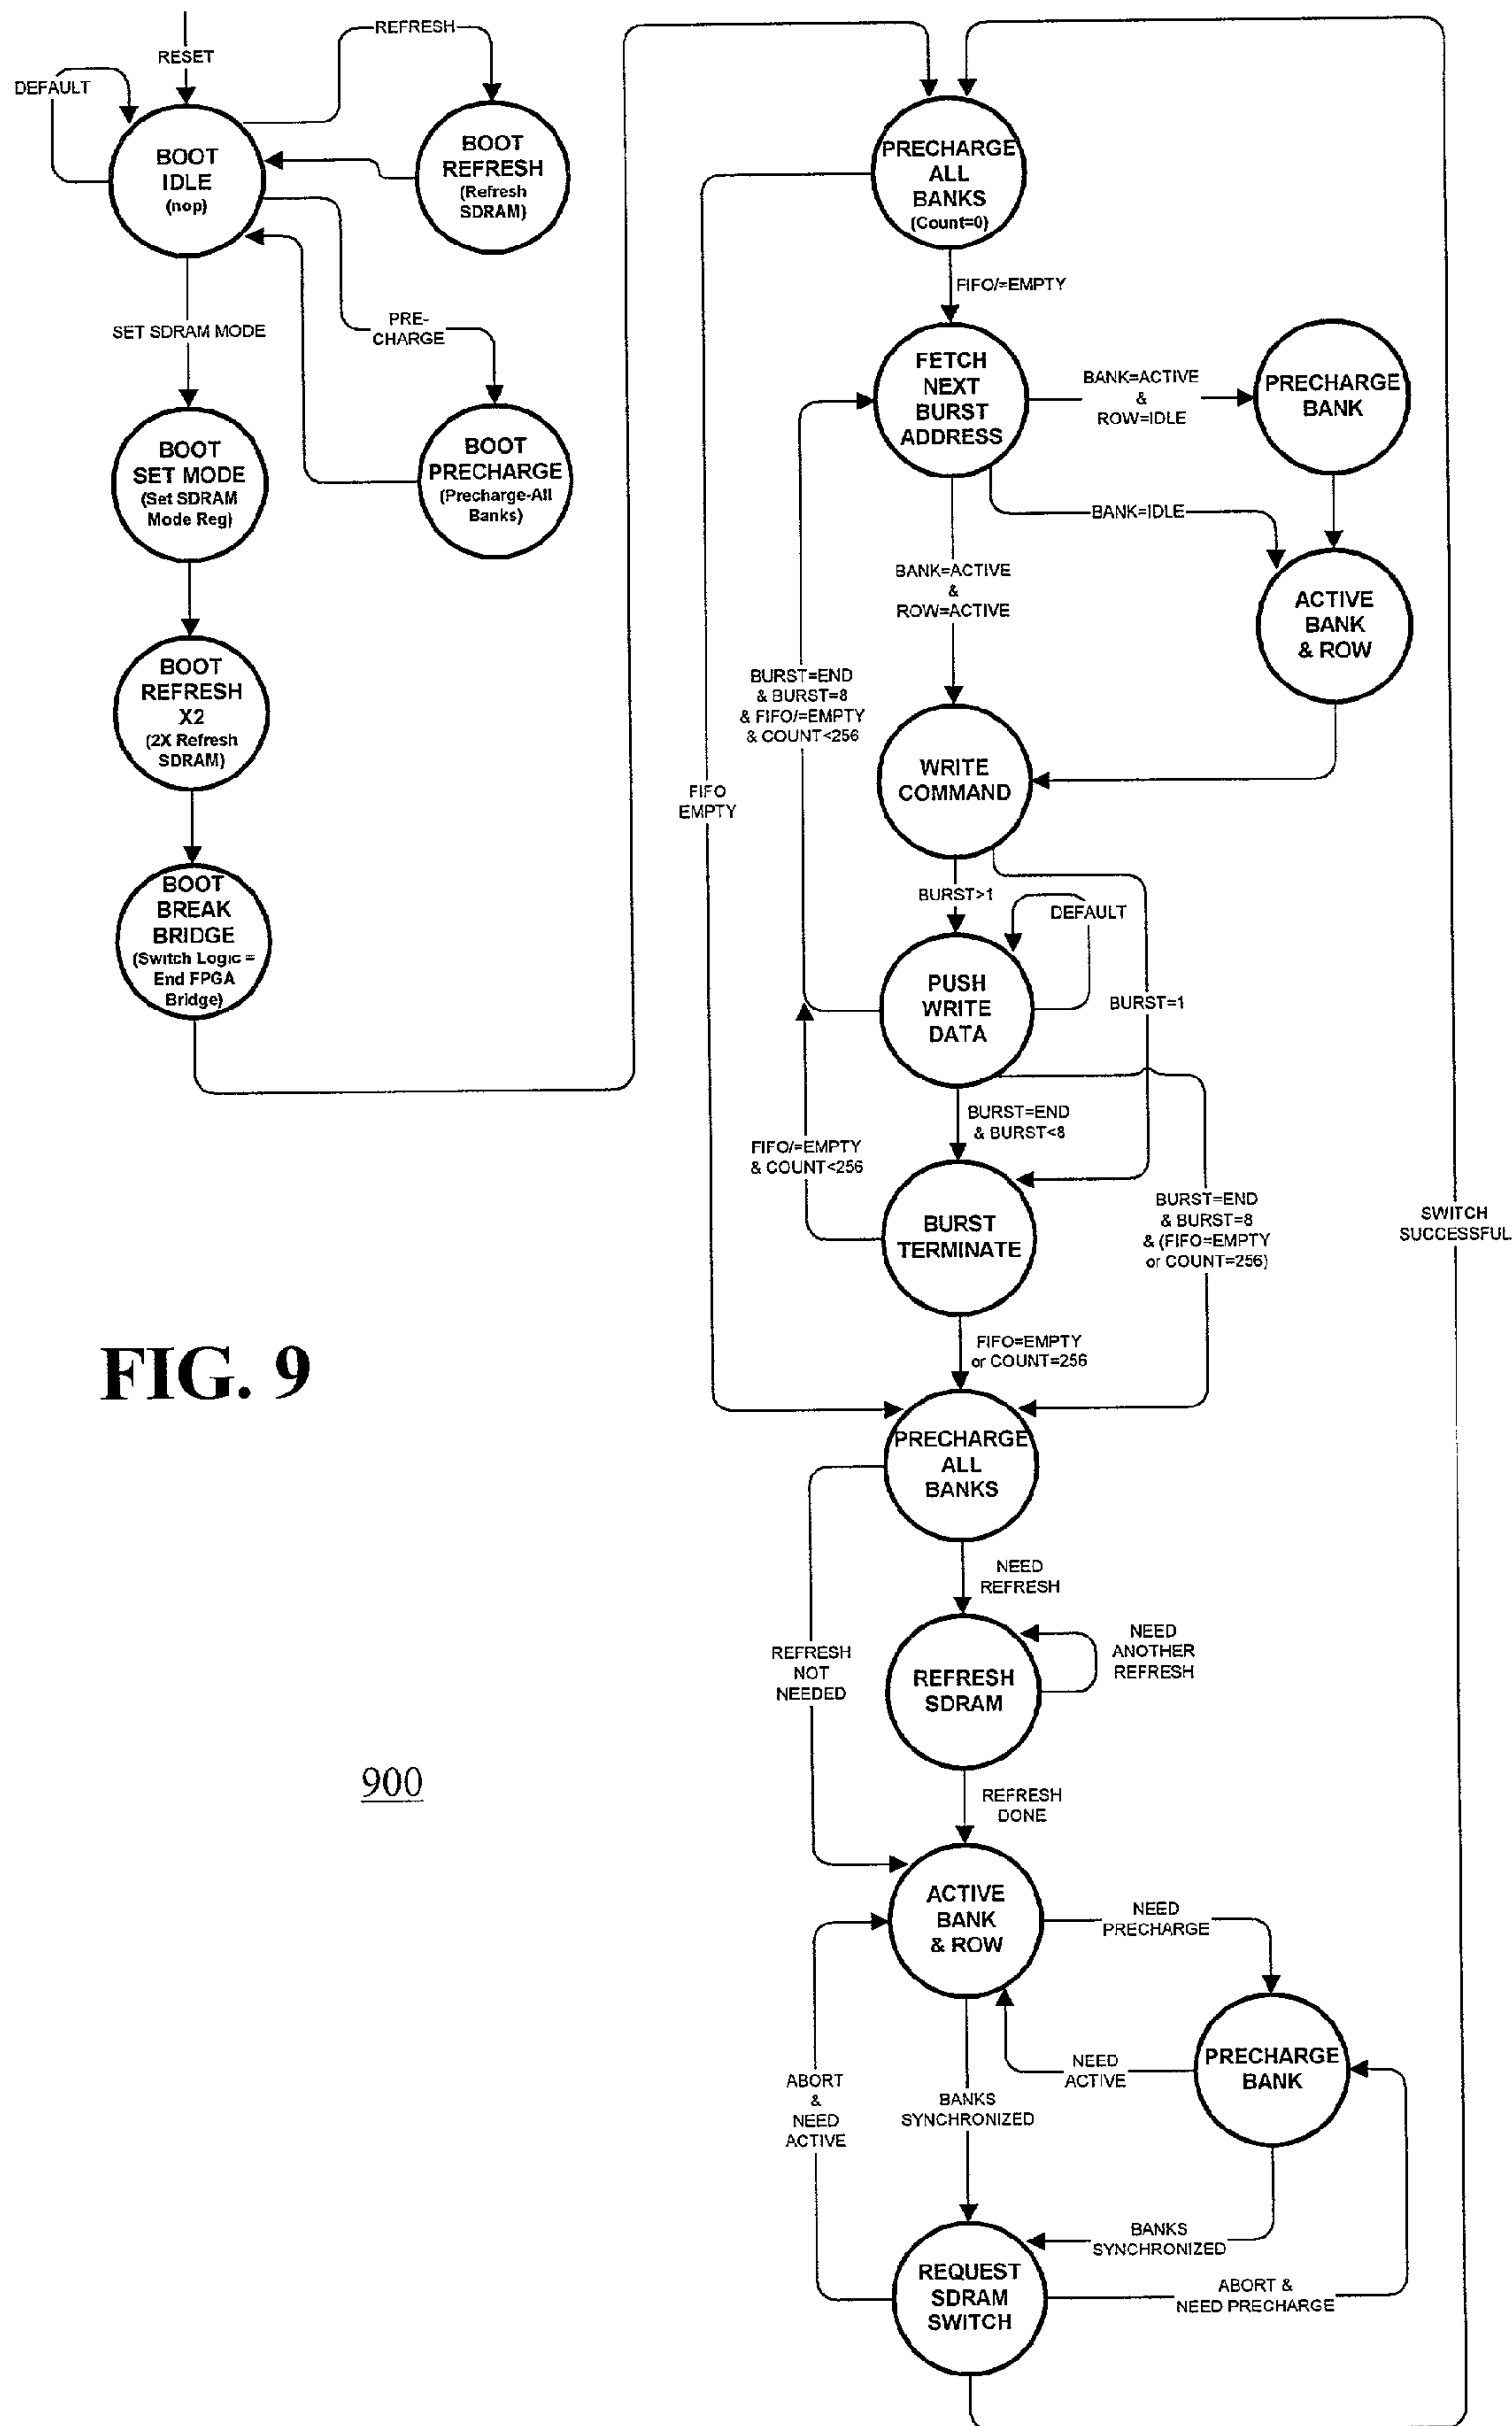 RESET
DEFAULT
REFRESH
BOOT
IDLE
(nop)
BOOT
REFRESH
(Refresh
SDRAM)
SET SDRAM MODE
PRE-
CHARGE
BOOT
SET MODE
(Set SDRAM
Mode Reg)
BOOT
PRECHARGE
(Precharge-All
Banks)
BOOT
REFRESH
X2
(2X Refresh
SDRAM)
BOOT
BREAK
BRIDGE
(Switch Logic =
End FPGA
Bridge)
PRECHARGE
ALL
BANKS
(Count=0)
FIFO/=EMPTY
FETCH
NEXT
BURST
ADDRESS
BANK=ACTIVE
&
ROW=IDLE
PRECHARGE
BANK
BANK=IDLE
BANK=ACTIVE
&
ROW=ACTIVE
ACTIVE
BANK
& ROW
BURST=END
& BURST=8
& FIFO/=EMPTY
& COUNT<256
FIFO
EMPTY
WRITE
COMMAND
BURST>1
DEFAULT
PUSH
WRITE
DATA
BURST=1
BURST=END
& BURST<8
FIFO/=EMPTY
& COUNT<256
BURST
TERMINATE
BURST=END
& BURST=8
& (FIFO=EMPTY
or COUNT=256)
SWITCH
SUCCESSFUL
FIFO=EMPTY
or COUNT=256
FIG. 9
PRECHARGE
ALL
BANKS
NEED
REFRESH
REFRESH
NOT
NEEDED
REFRESH
SDRAM
NEED
ANOTHER
REFRESH
900
REFRESH
DONE
ACTIVE
BANK
& ROW
NEED
PRECHARGE
NEED
ACTIVE
PRECHARGE
BANK
ABORT
&
NEED
ACTIVE
BANKS
SYNCHRONIZED
BANKS
SYNCHRONIZED
REQUEST
SDRAM
SWITCH
ABORT &
NEED PRECHARGE